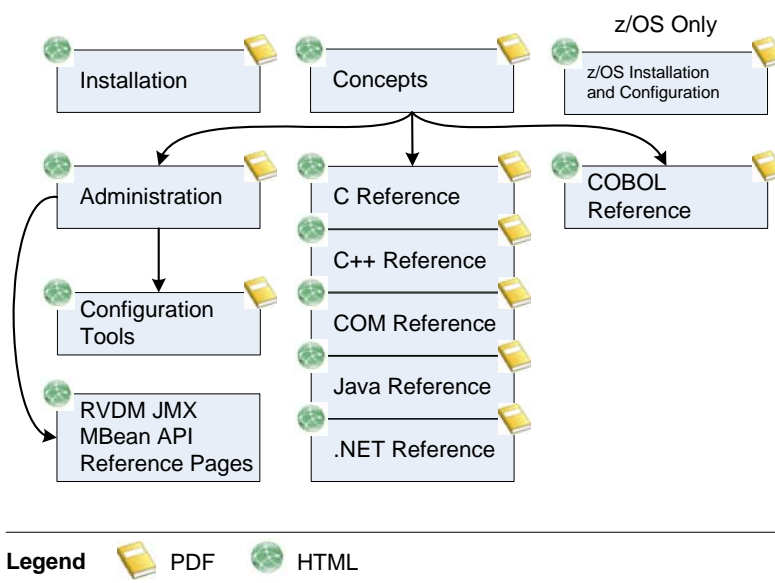 z/OS Only
Installation
Concepts
z/OS Installation
and Configuration
Administration
C Reference
COBOL
Reference
C++ Reference
Configuration
Tools
COM Reference
Java Reference
RVDM JMX
MBean API
Reference Pages
.NET Reference
Legend PDF HTML